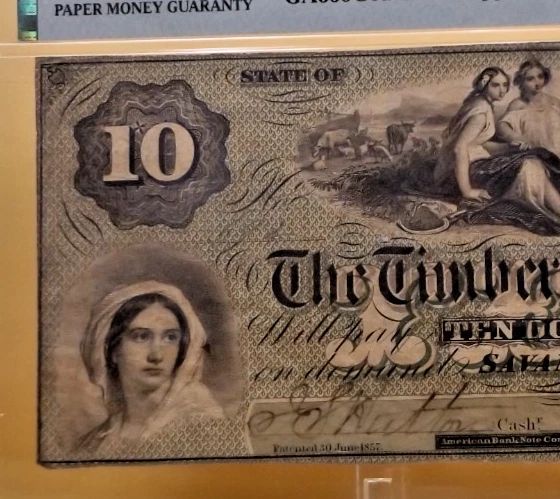 PAPER MONEY GUARANTY
STATE OF
10
The Timber
Will pay TEN DO
on demand SAVA
Cash.r
Patented 30 June 1857
American Bank Note Co